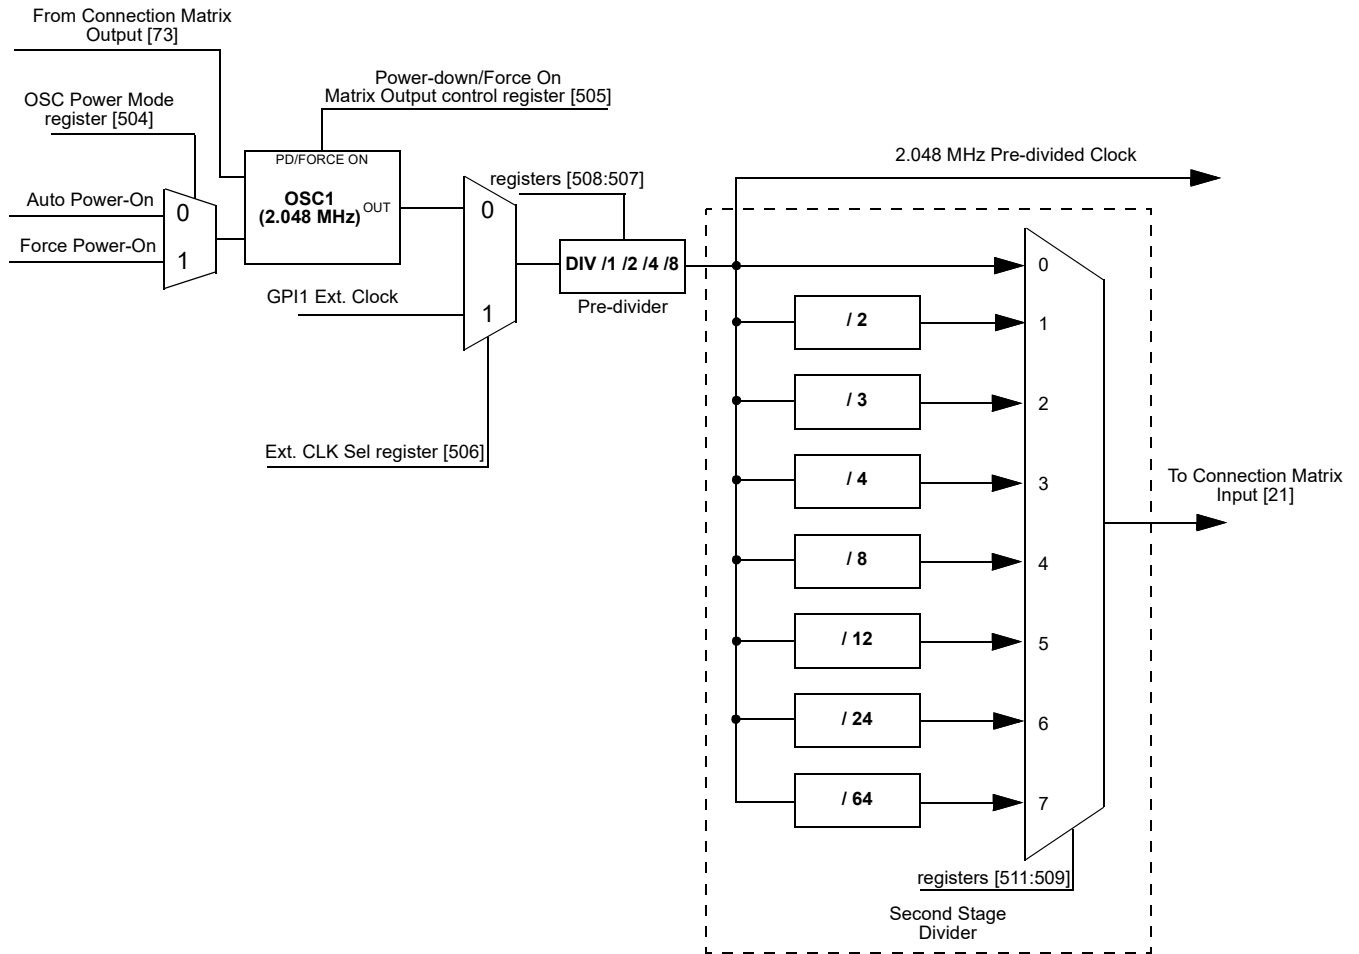 From Connection Matrix
Output [73]
Power-down/Force On
Matrix Output control register [505]
OSC Power Mode
register [504]
2.048 MHz Pre-divided Clock
PD/FORCE ON
OSC1
(2.048 MHz)
OUT
registers [508:507]
Auto Power-On
0
0
Force Power-On
1
DIV /1 /2 /4 /8
0
GPI1 Ext. Clock
1
Pre-divider
/ 2
1
/ 3
2
Ext. CLK Sel register [506]
/ 4
3
To Connection Matrix
Input [21]
/ 8
4
/ 12
5
/ 24
6
/ 64
7
registers [511:509]
Second Stage
Divider